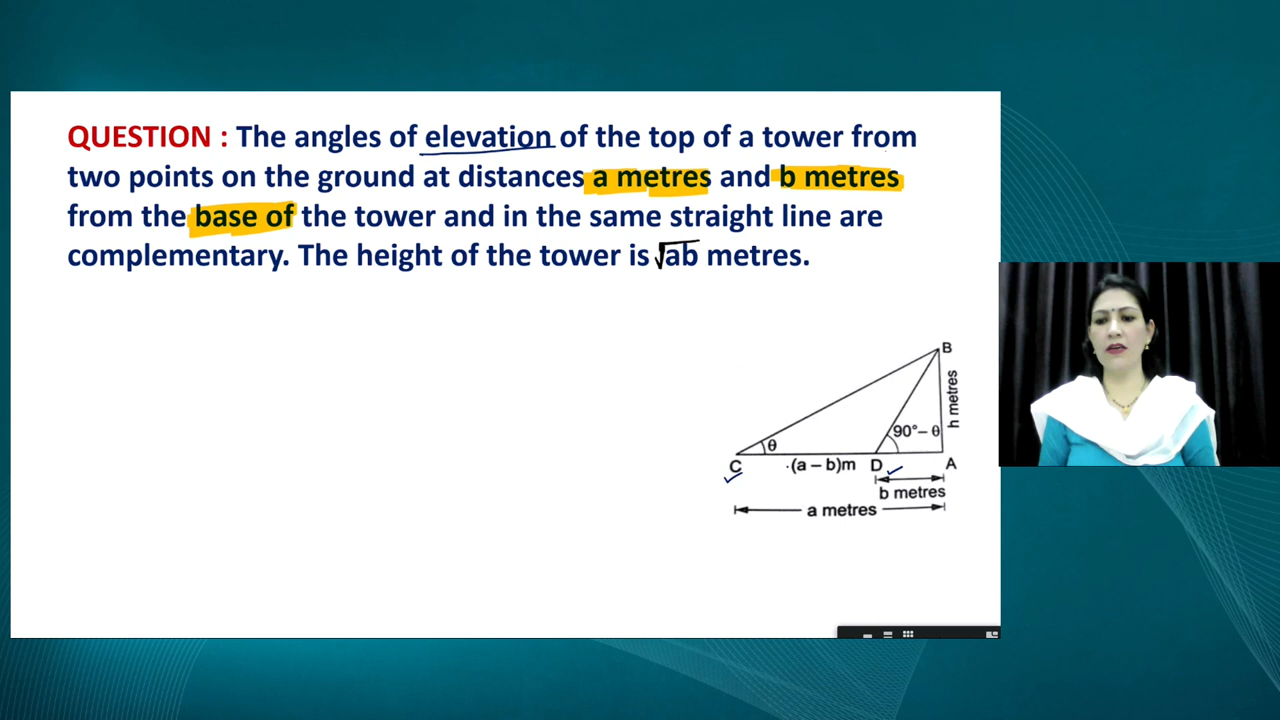 QUESTION : The angles of elevation of the top of a tower from
two points on the ground at distances a metres and b metres
from the base of the tower and in the same straight line are
complementary. The height of the tower is √ab metres.
B
h metres
90°– θ
θ
C
(a – b)m
D
A
b metres
a metres